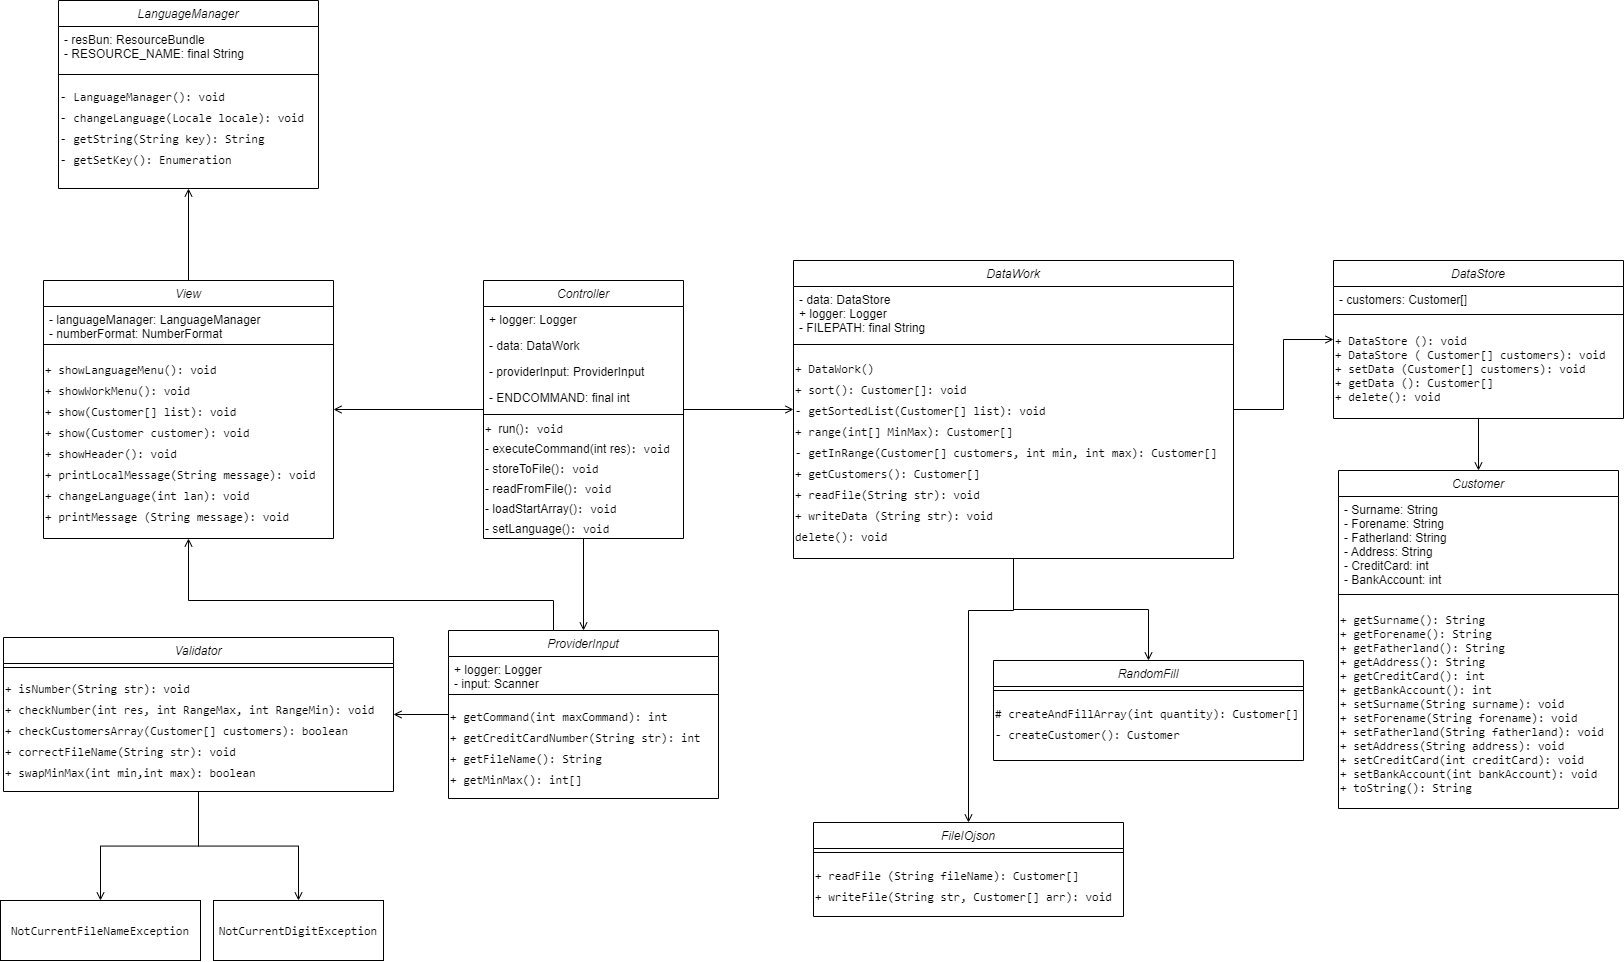 LanguageManager
- resBun: ResourceBundle
- RESOURCE_NAME: final String
- LanguageManager(): void
- changeLanguage(Locale locale): void
- getString(String key): String
- getSetKey(): Enumeration
View
- languageManager: LanguageManager
- numberFormat: NumberFormat
+ showLanguageMenu(): void
+ showWorkMenu(): void
+ show(Customer[] list): void
+ show(Customer customer): void
+ showHeader(): void
+ printLocalMessage(String message): void
+ changeLanguage(int lan): void
+ printMessage (String message): void
Controller
+ logger: Logger
- data: DataWork
- providerInput: ProviderInput
- ENDCOMMAND: final int
+ run(): void
- executeCommand(int res): void
- storeToFile(): void
- readFromFile(): void
- loadStartArray(): void
- setLanguage(): void
DataWork
- data: DataStore
+ logger: Logger
- FILEPATH: final String
+ DataWork()
+ sort(): Customer[]: void
- getSortedList(Customer[] list): void
+ range(int[] MinMax): Customer[]
- getInRange(Customer[] customers, int min, int max): Customer[]
+ getCustomers(): Customer[]
+ readFile(String str): void
+ writeData (String str): void
delete(): void
DataStore
- customers: Customer[]
+ DataStore (): void
+ DataStore ( Customer[] customers): void
+ setData (Customer[] customers): void
+ getData (): Customer[]
+ delete(): void
Customer
- Surname: String
- Forename: String
- Fatherland: String
- Address: String
- CreditCard: int
- BankAccount: int
+ getSurname(): String
+ getForename(): String
+ getFatherland(): String
+ getAddress(): String
+ getCreditCard(): int
+ getBankAccount(): int
+ setSurname(String surname): void
+ setForename(String forename): void
+ setFatherland(String fatherland): void
+ setAddress(String address): void
+ setCreditCard(int creditCard): void
+ setBankAccount(int bankAccount): void
+ toString(): String
Validator
+ isNumber(String str): void
+ checkNumber(int res, int RangeMax, int RangeMin): void
+ checkCustomersArray(Customer[] customers): boolean
+ correctFileName(String str): void
+ swapMinMax(int min,int max): boolean
ProviderInput
+ logger: Logger
- input: Scanner
+ getCommand(int maxCommand): int
+ getCreditCardNumber(String str): int
+ getFileName(): String
+ getMinMax(): int[]
RandomFill
# createAndFillArray(int quantity): Customer[]
- createCustomer(): Customer
FileIOjson
+ readFile (String fileName): Customer[]
+ writeFile(String str, Customer[] arr): void
NotCurrentFileNameException
NotCurrentDigitException